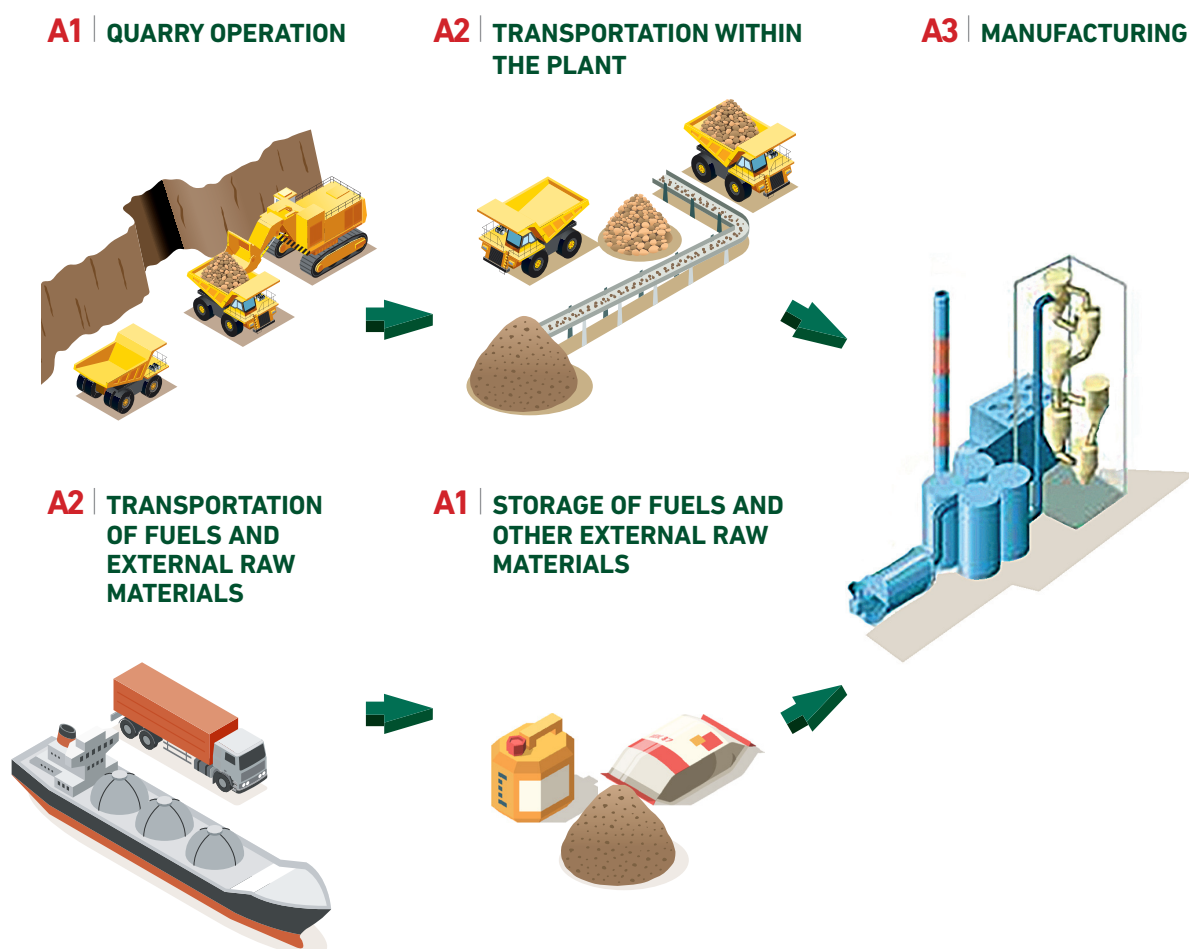 A1 | QUARRY OPERATION
A2 | TRANSPORTATION WITHIN
THE PLANT
A3 | MANUFACTURING
A2 | TRANSPORTATION
OF FUELS AND
EXTERNAL RAW
MATERIALS
A1 | STORAGE OF FUELS AND
OTHER EXTERNAL RAW
MATERIALS